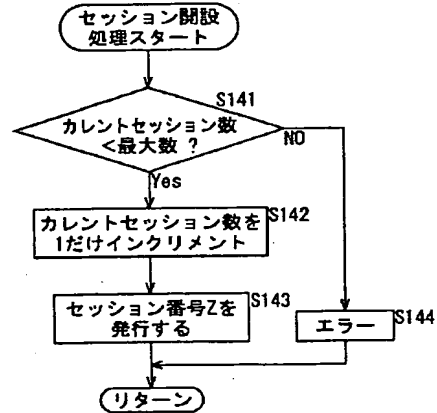 セッション開設
処理スタート
S141
カレントセッション数
<最大数 ?
NO
Yes
カレントセッション数を
1だけインクリメント
S142
セッション番号Zを
発行する
S143
エラー
S144
リターン